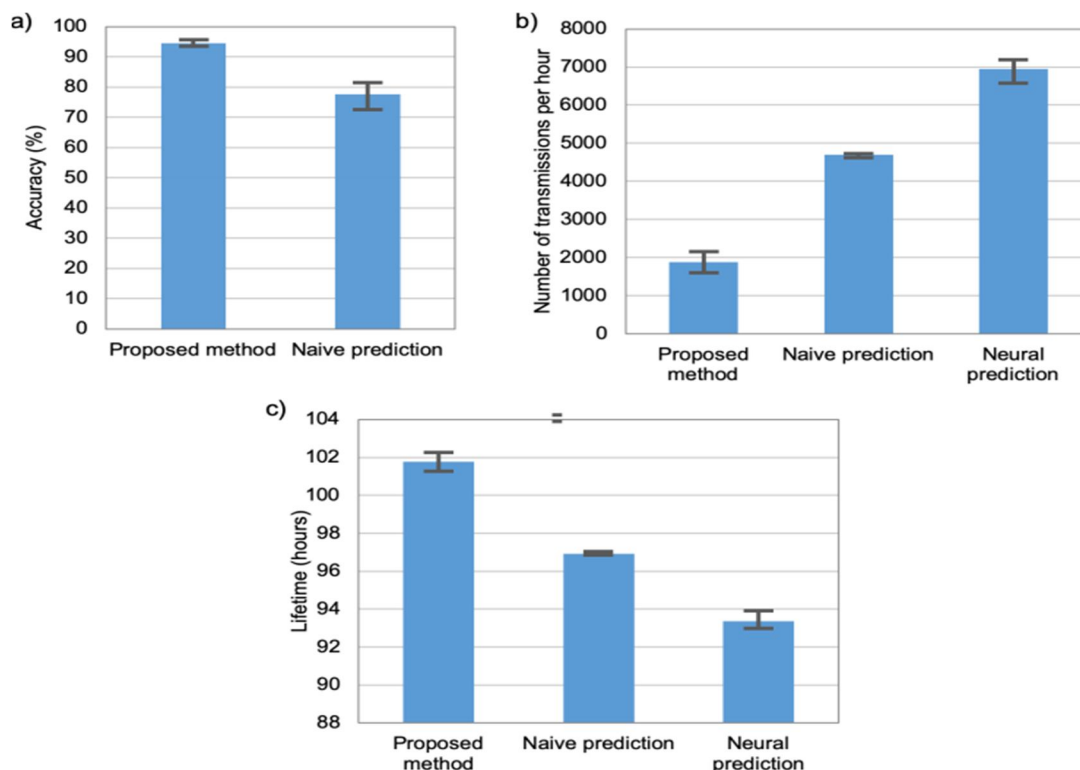 a)
Accuracy (%)
100
90
80
70
60
50
40
30
20
10
0
Proposed method
Naive prediction
b)
Number of transmissions per hour
8000
7000
6000
5000
4000
3000
2000
1000
0
Proposed
method
Naive prediction
Neural
prediction
c)
Lifetime (hours)
104
102
100
98
96
94
92
90
88
Proposed
method
Naive prediction
Neural
prediction